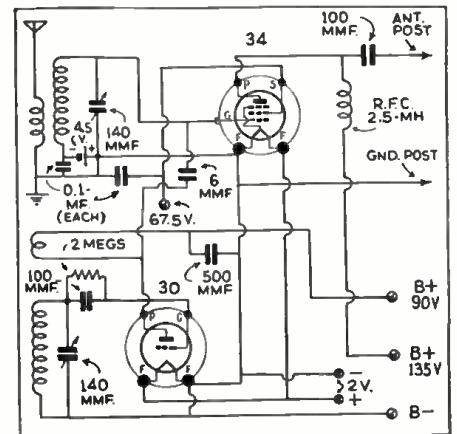 34
100
MMF.
ANT.
POST
P
S
G
F
F
R.F.C.
2.5-MH
4.5
V.
- +
140
MMF
0.1-
MF.
(EACH)
6
MMF
67.5V.
GND. POST
2 MEGS
100
MMF.
500
MMF
30
P
G
F
F
140
MMF
B+
90V
B+
135V
-
2V.
+
B-